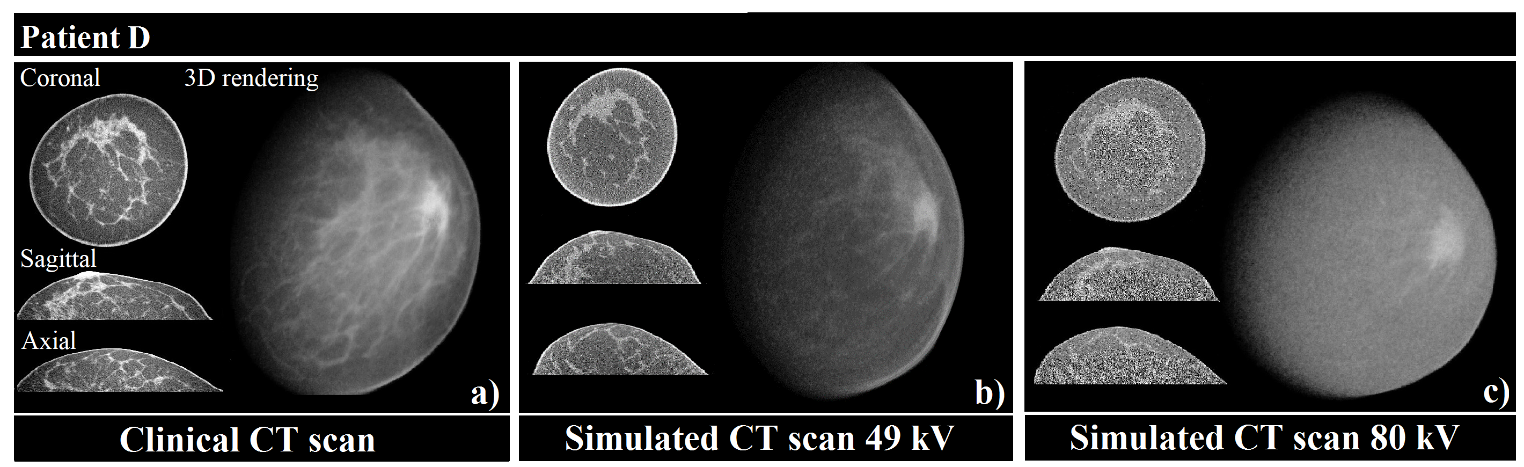 Patient D
Coronal
3D rendering
Sagittal
Axial
a)
b)
c)
Clinical CT scan
Simulated CT scan 49 kV
Simulated CT scan 80 kV